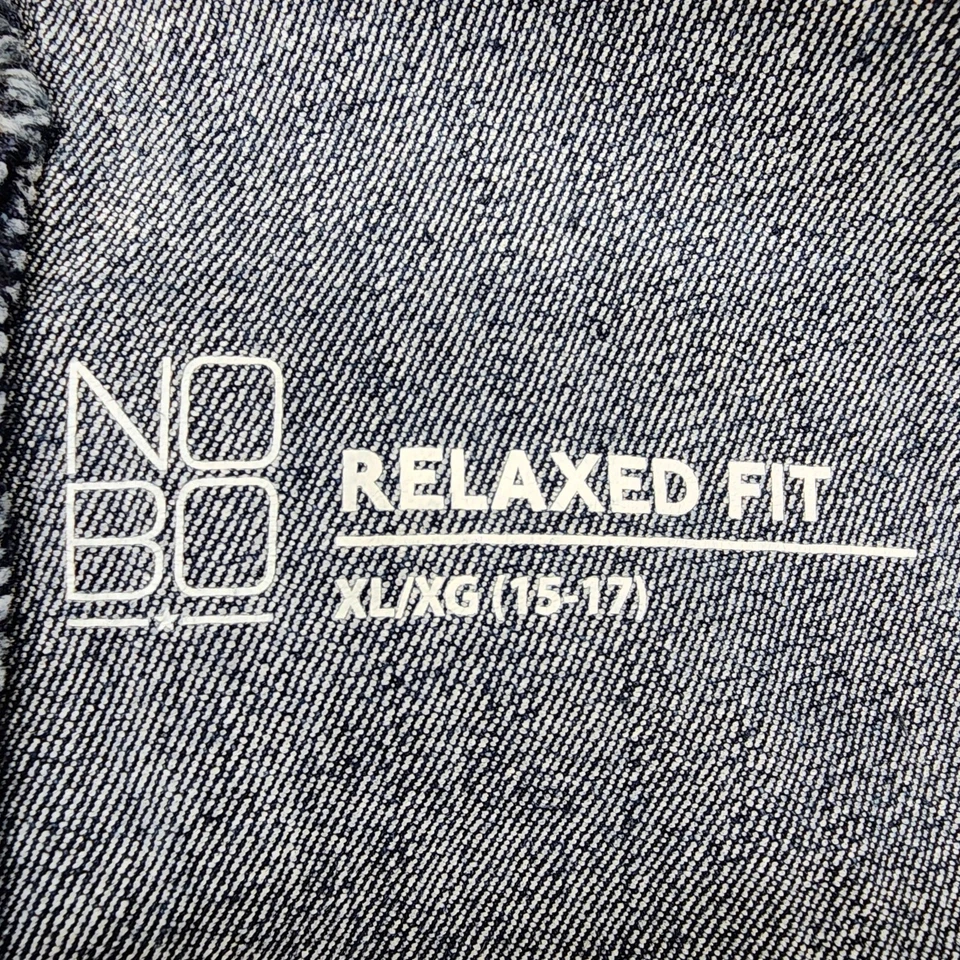 NO
BO
RELAXED FIT
XL/XG (15-17)